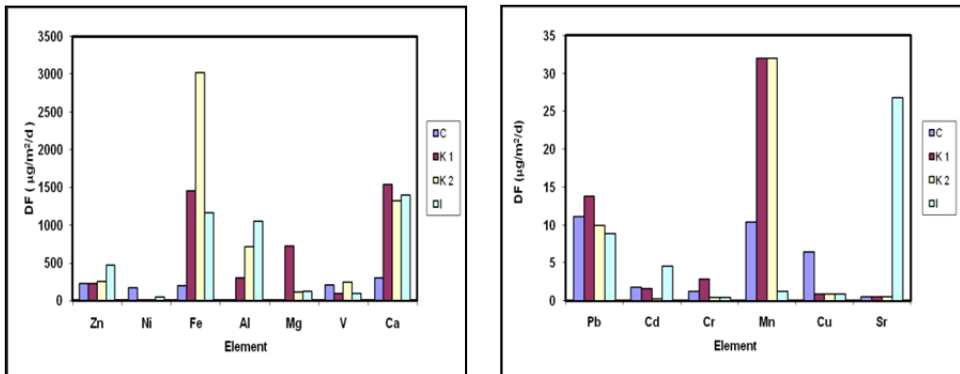 3500
3000
2500
2000
1500
1000
500
0
DF ( µg/m²/d )
Zn Ni Fe Al Mg V Ca
Element
C
K 1
K 2
I
35
30
25
20
15
10
5
0
DF (µg/m²/d)
Pb Cd Cr Mn Cu Sr
Element
C
K 1
K 2
I